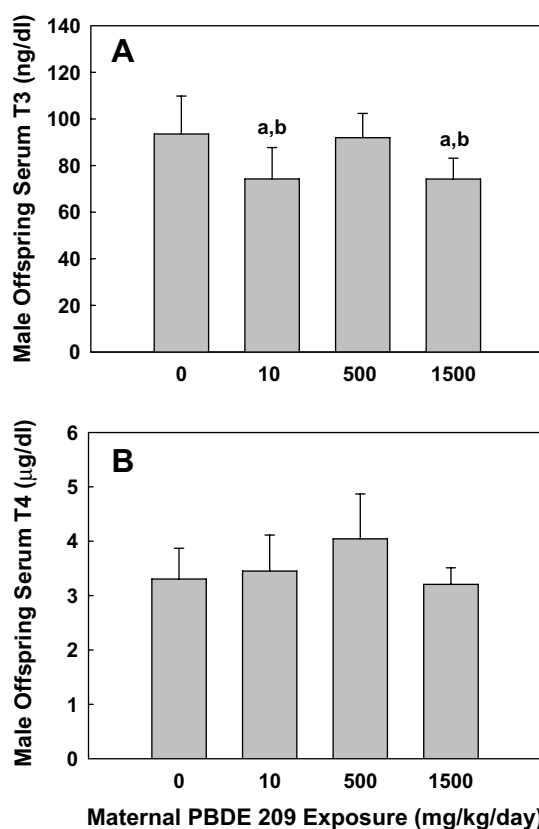 Male Offspring Serum T3 (ng/dl)
140
120
100
80
60
40
20
0
A
a,b
a,b
0 10 500 1500
Male Offspring Serum T4 (μg/dl)
6
5
4
3
2
1
0
B
0 10 500 1500
Maternal PBDE 209 Exposure (mg/kg/day)